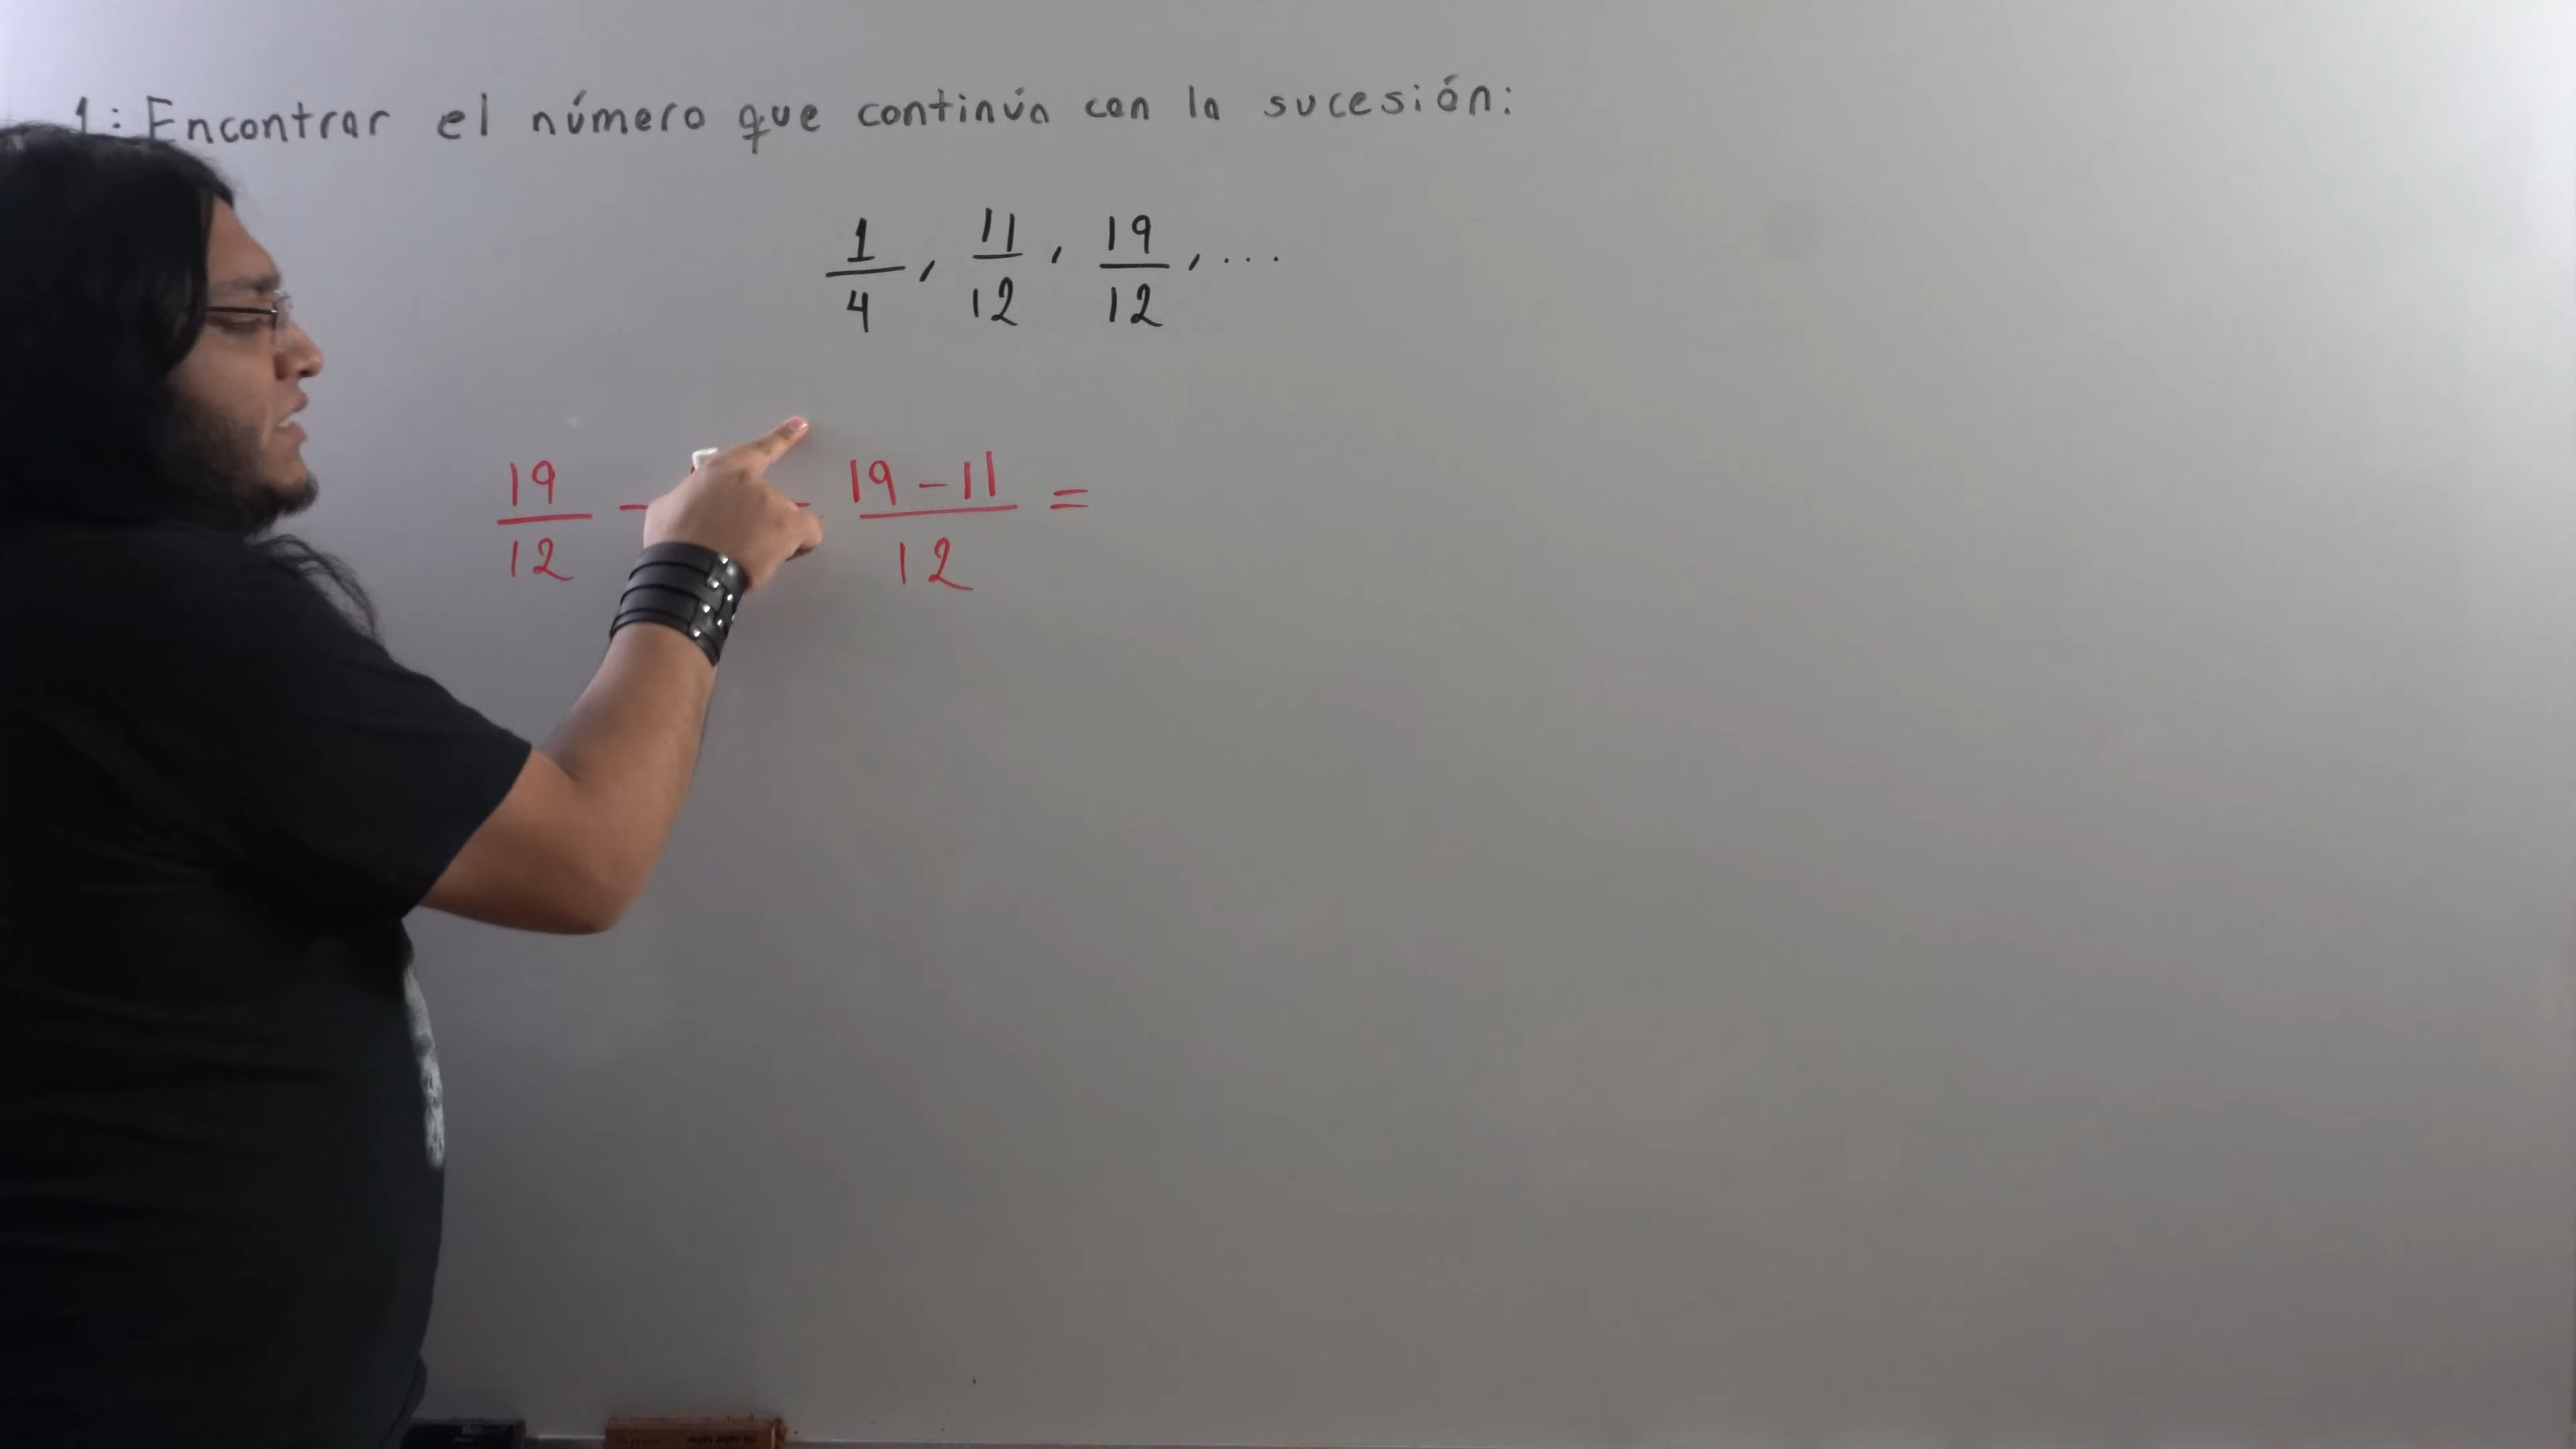 1: Encontrar el número que continúa con la sucesión:
1/4, 11/12, 19/12, ...
19/12 - = (19-11)/12 =